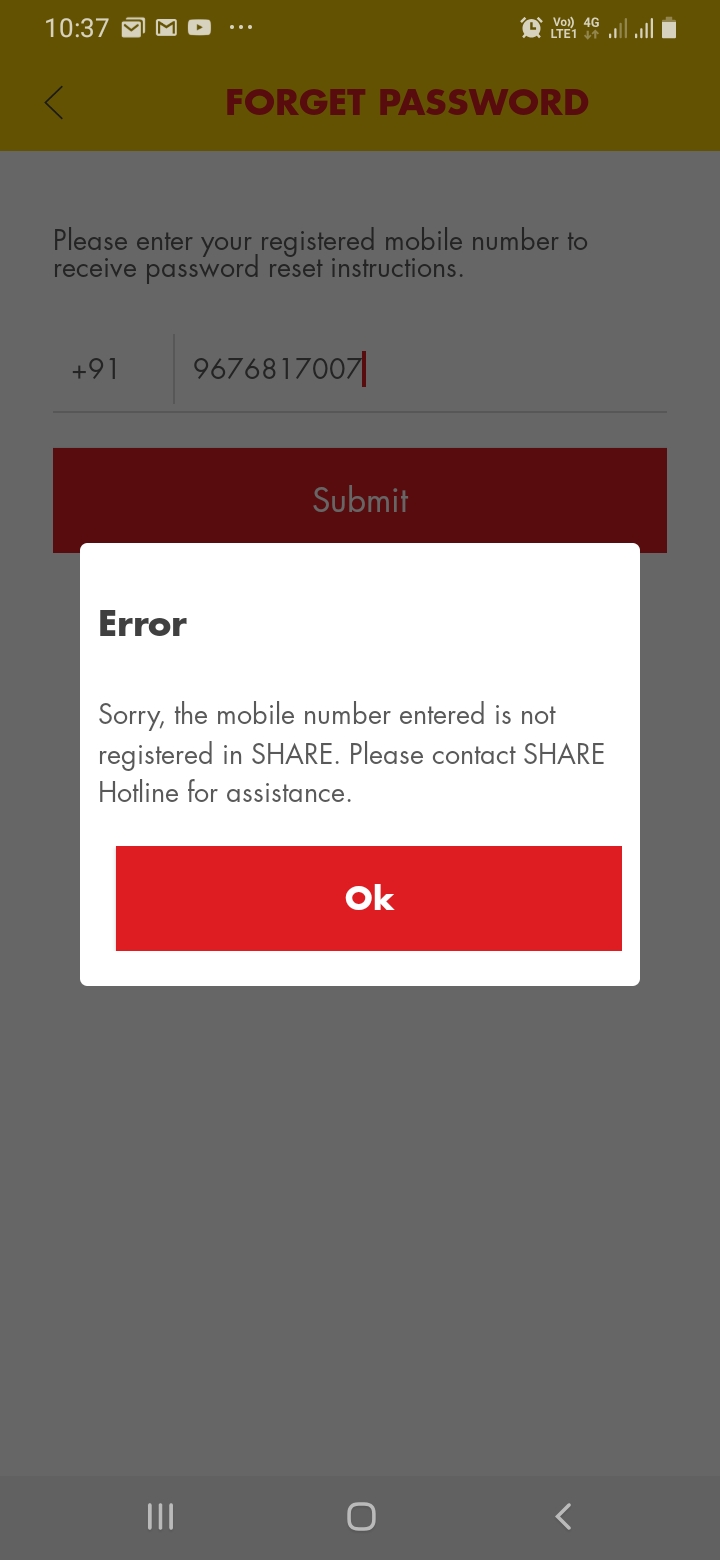 10:37
Vo)) 4G
LTE1
FORGET PASSWORD
Please enter your registered mobile number to
receive password reset instructions.
+91 9676817007
Submit
Error
Sorry, the mobile number entered is not
registered in SHARE. Please contact SHARE
Hotline for assistance.
Ok